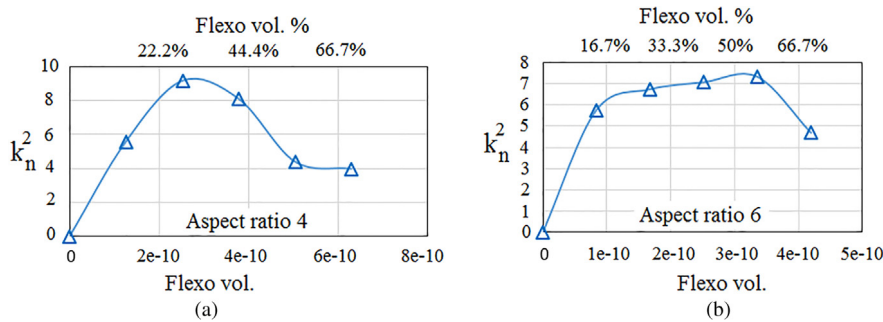 Flexo vol. %
22.2% 44.4% 66.7%
10
8
6
4
2
0
k_n^2
Aspect ratio 4
0 2e-10 4e-10 6e-10 8e-10
Flexo vol.
(a)
Flexo vol. %
16.7% 33.3% 50% 66.7%
8
7
6
5
4
3
2
1
0
k_n^2
Aspect ratio 6
0 1e-10 2e-10 3e-10 4e-10 5e-10
Flexo vol.
(b)